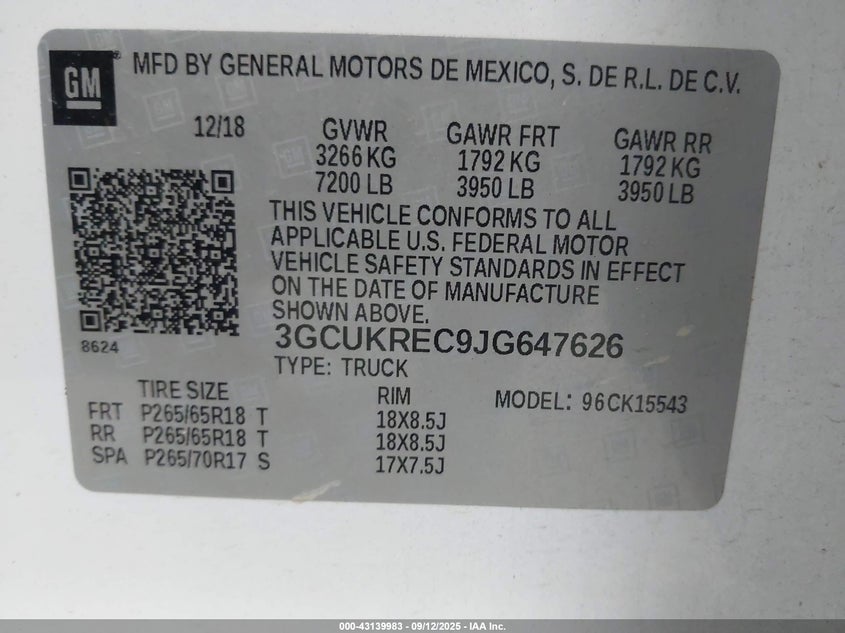 GM
MFD BY GENERAL MOTORS DE MEXICO, S. DE R.L. DE C.V.
12/18 GVWR GAWR FRT GAWR RR
3266 KG 1792 KG 1792 KG
7200 LB 3950 LB 3950 LB
THIS VEHICLE CONFORMS TO ALL
APPLICABLE U.S. FEDERAL MOTOR
VEHICLE SAFETY STANDARDS IN EFFECT
ON THE DATE OF MANUFACTURE
SHOWN ABOVE.
8624
3GCUKREC9JG647626
TYPE: TRUCK
TIRE SIZE RIM MODEL: 96CK15543
FRT P265/65R18 T 18X8.5J
RR P265/65R18 T 18X8.5J
SPA P265/70R17 S 17X7.5J
000-43139983 - 09/12/2025 - IAA Inc.